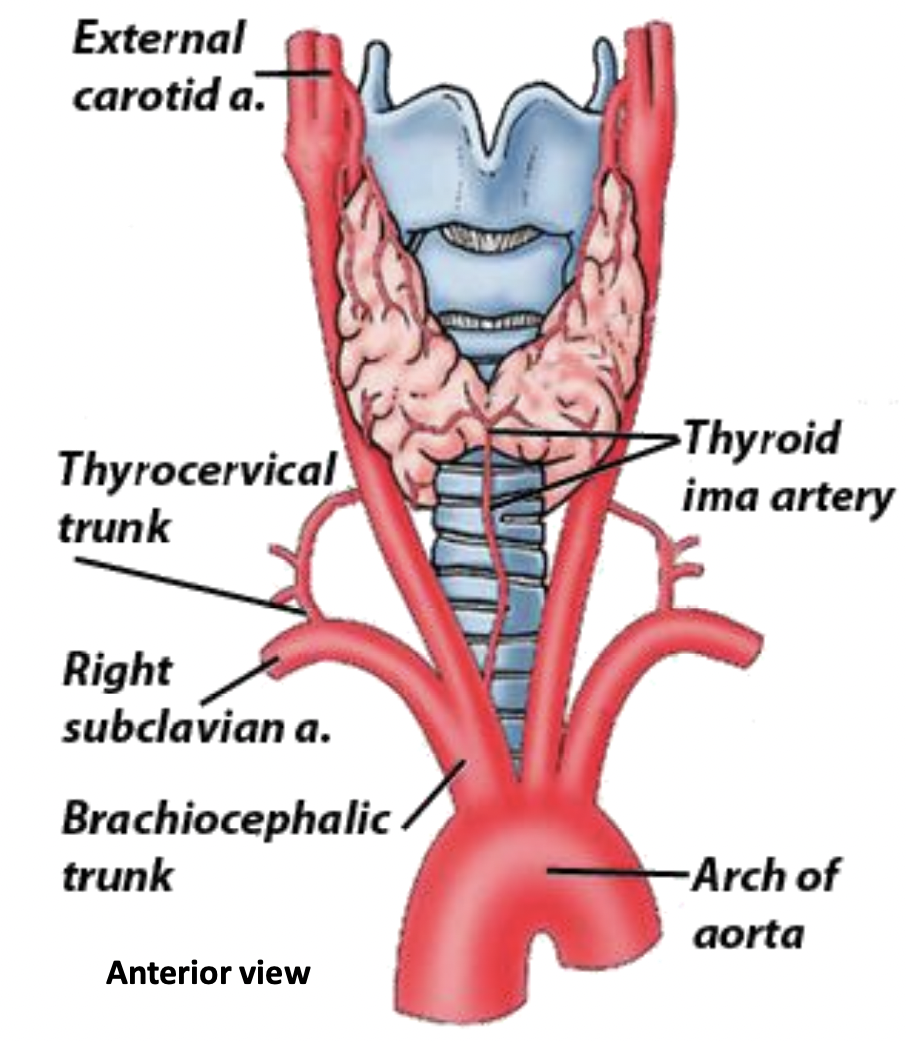 External
carotid a.
Thyroid
ima artery
Thyrocervical
trunk
Right
subclavian a.
Brachiocephalic
trunk
Arch of
aorta
Anterior view